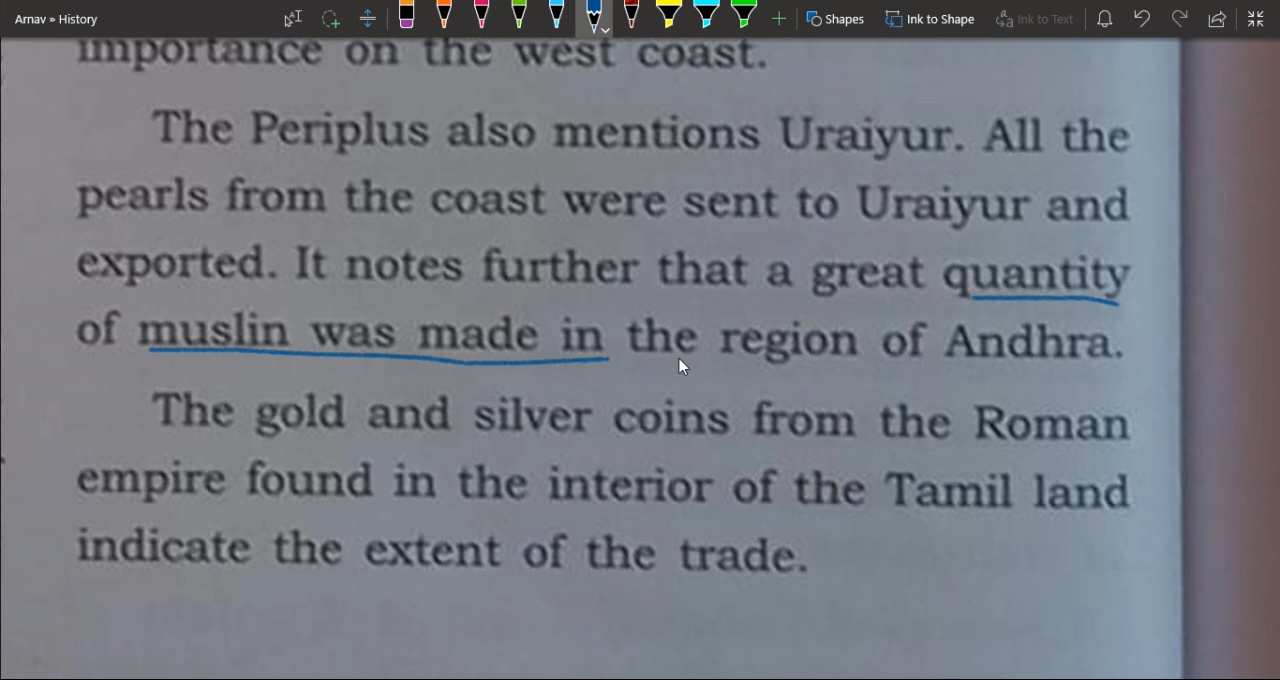 Arnav » History
Shapes
Ink to Shape
Ink to Text
importance on the west coast.
The Periplus also mentions Uraiyur. All the
pearls from the coast were sent to Uraiyur and
exported. It notes further that a great quantity
of muslin was made in the region of Andhra.
The gold and silver coins from the Roman
empire found in the interior of the Tamil land
indicate the extent of the trade.